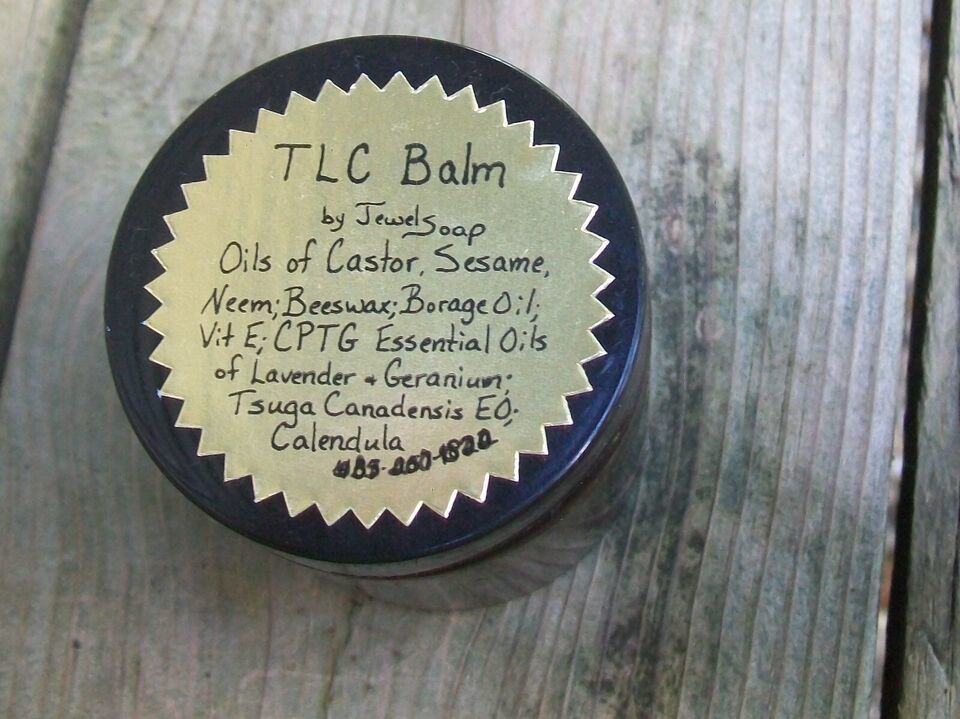 TLC Balm
by JewelSoap
Oils of Castor, Sesame,
Neem; Beeswax; Borage Oil;
Vit E; CPTG Essential Oils
of Lavender + Geranium;
Tsuga Canadensis EO;
Calendula